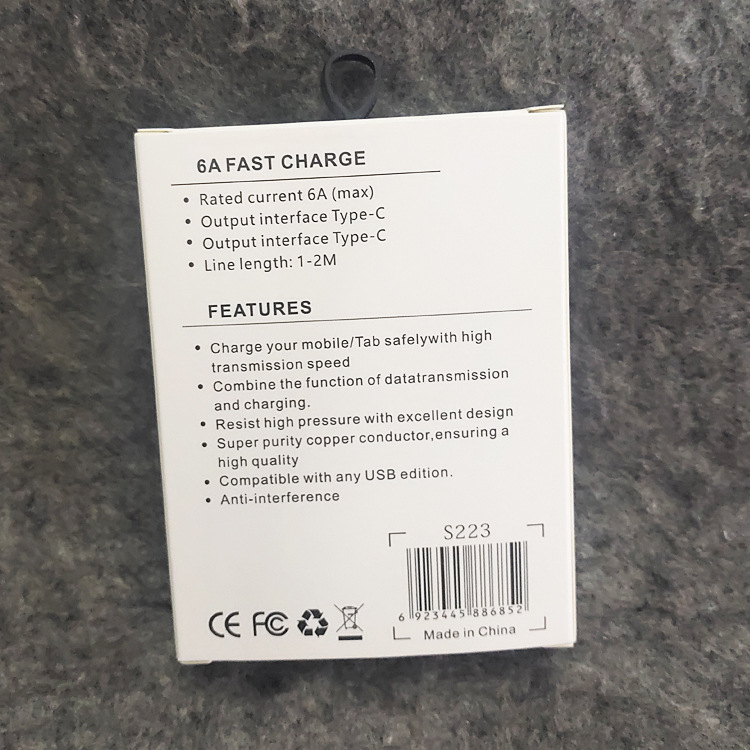 6A FAST CHARGE
• Rated current 6A (max)
• Output interface Type-C
• Output interface Type-C
• Line length: 1-2M
FEATURES
• Charge your mobile/Tab safelywith high
transmission speed
• Combine the function of datatransmission
and charging.
• Resist high pressure with excellent design
• Super purity copper conductor,ensuring a
high quality
• Compatible with any USB edition.
• Anti-interference
S223
6 923445 886852
Made in China
CE FC